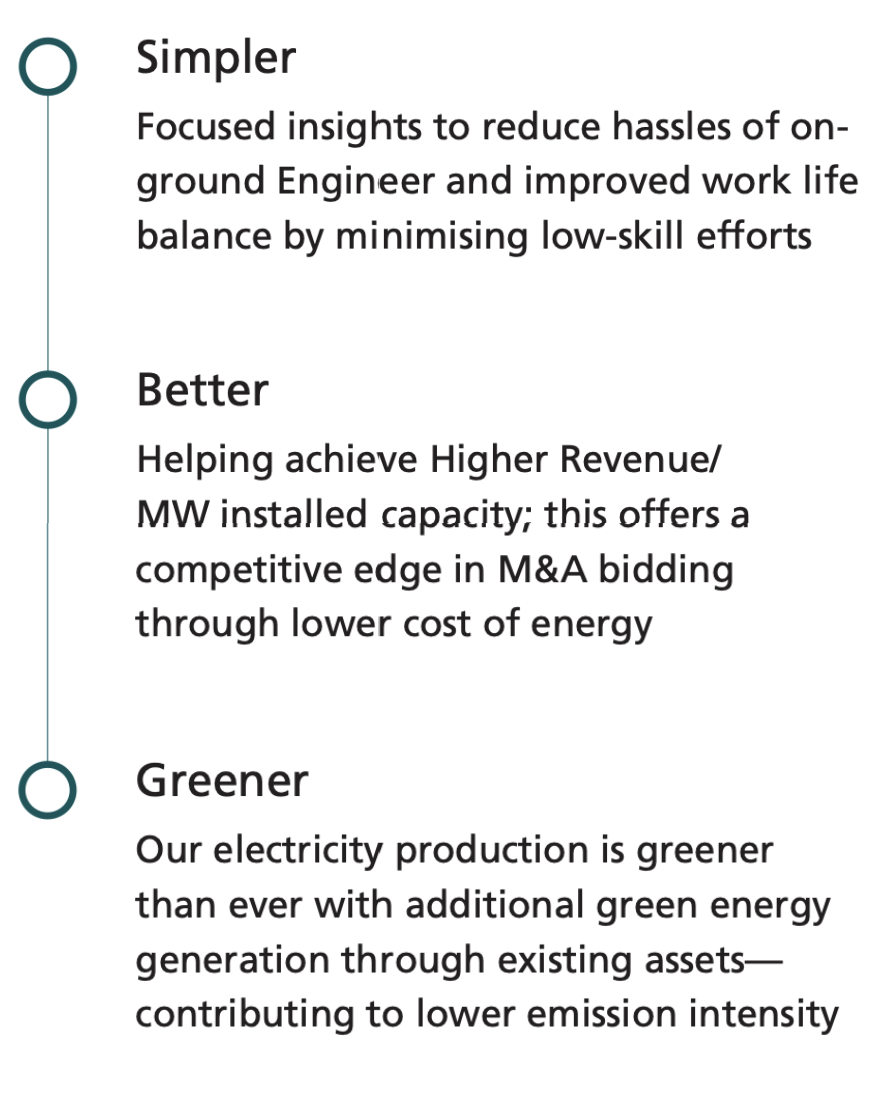 Simpler
Focused insights to reduce hassles of on-
ground Engineer and improved work life
balance by minimising low-skill efforts
Better
Helping achieve Higher Revenue/
MW installed capacity; this offers a
competitive edge in M&A bidding
through lower cost of energy
Greener
Our electricity production is greener
than ever with additional green energy
generation through existing assets—
contributing to lower emission intensity